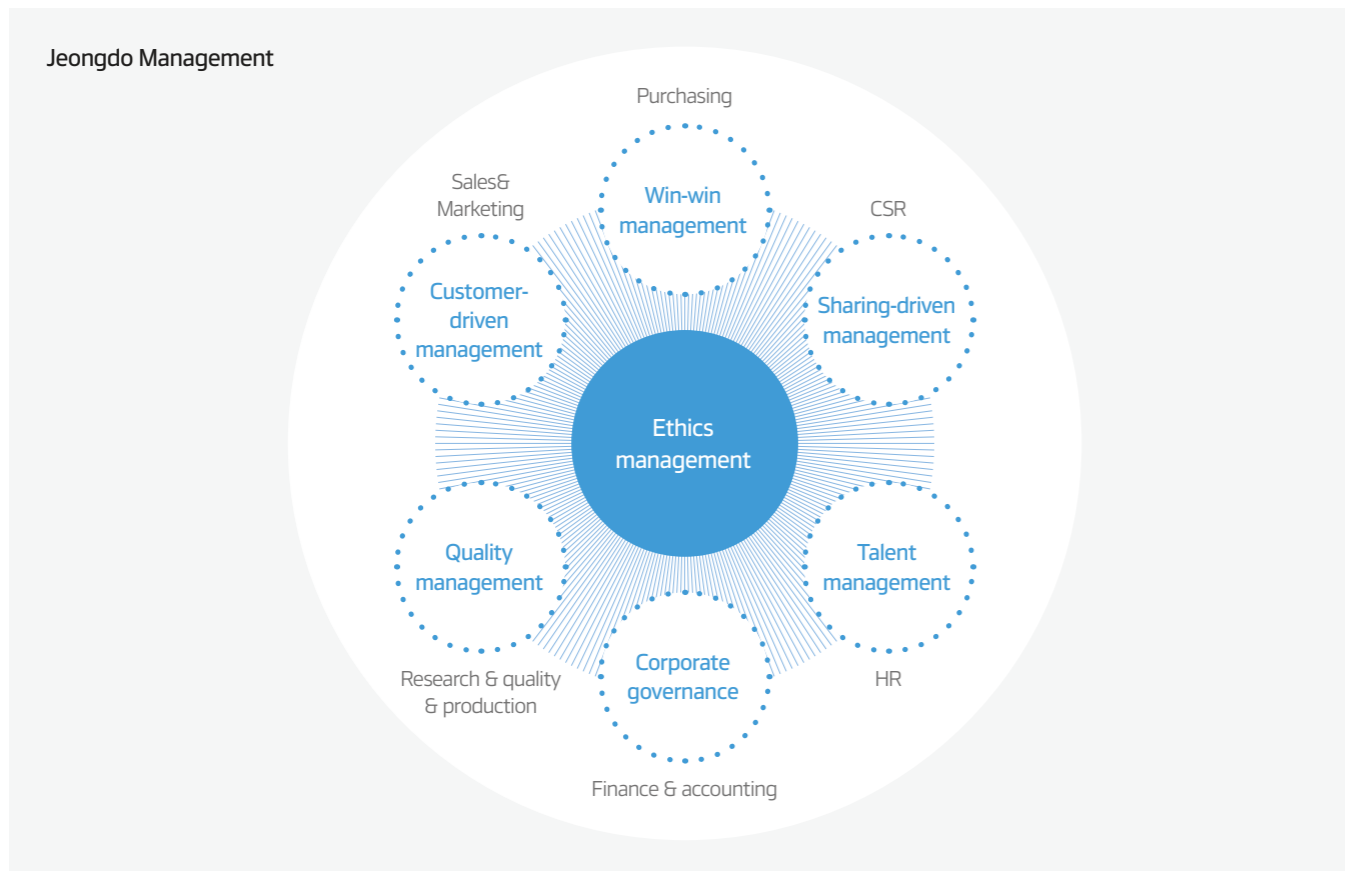 Jeongdo Management
Purchasing
Win-win
management
Sales&
Marketing
Customer-
driven
management
CSR
Sharing-driven
management
Ethics
management
Quality
management
Research & quality
& production
Talent
management
HR
Corporate
governance
Finance & accounting